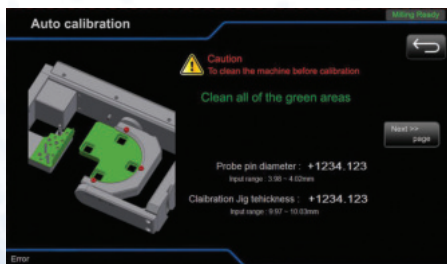 Auto calibration
Milling Ready
Caution
To clean the machine before calibration
Clean all of the green areas
Next >>
page
Probe pin diameter : +1234.123
Input range : 3.98 ~ 4.02mm
Claibration Jig tehickness : +1234.123
Input range : 9.97 ~ 10.03mm
Error